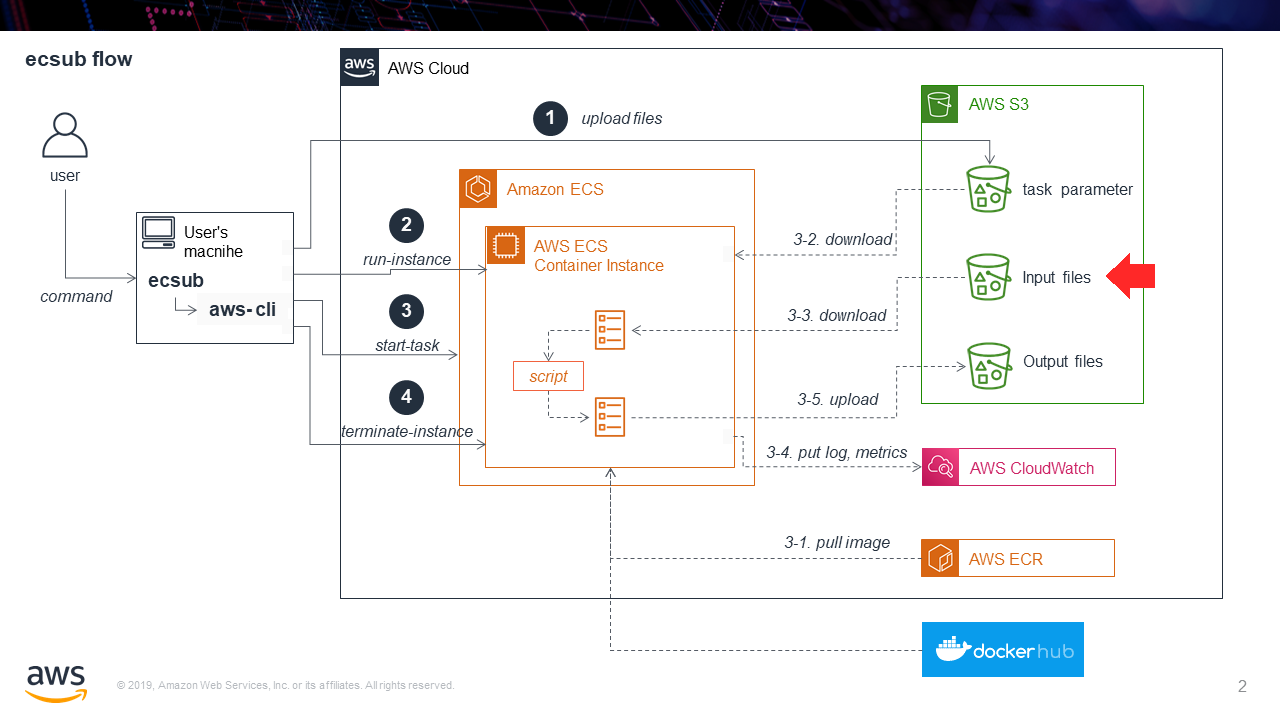 ecsub flow
aws
AWS Cloud
1
upload files
AWS S3
user
task parameter
Amazon ECS
2
run-instance
User's
macnihe
ecsub
aws-cli
command
AWS ECS
Container Instance
3-2. download
Input files
3
start-task
3-3. download
script
Output files
4
terminate-instance
3-5. upload
3-4. put log, metrics
AWS CloudWatch
3-1. pull image
AWS ECR
dockerhub
aws
© 2019, Amazon Web Services, Inc. or its affiliates. All rights reserved.
2